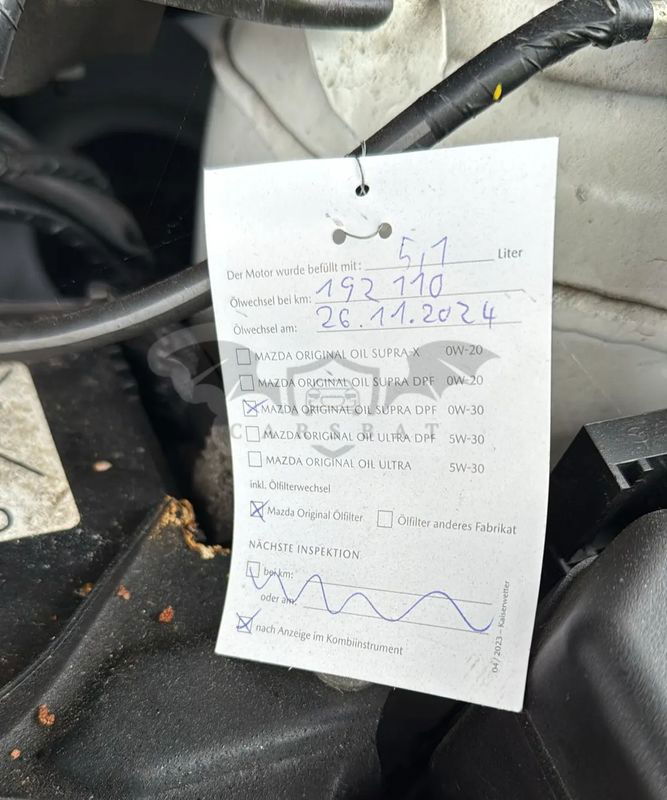 Der Motor wurde befüllt mit: 5,1 Liter
Ölwechsel bei km: 192 110
Ölwechsel am: 26.11.2024
MAZDA ORIGINAL OIL SUPRA-X 0W-20
MAZDA ORIGINAL OIL SUPRA DPF 0W-20
MAZDA ORIGINAL OIL SUPRA DPF 0W-30
CARSBAT
MAZDA ORIGINAL OIL ULTRA DPF 5W-30
MAZDA ORIGINAL OIL ULTRA 5W-30
inkl. Ölfilterwechsel
Mazda Original Ölfilter Ölfilter anderes Fabrikat
NÄCHSTE INSPEKTION
bei km:
oder am:
nach Anzeige im Kombiinstrument
04/2023 - Kaiserwetter